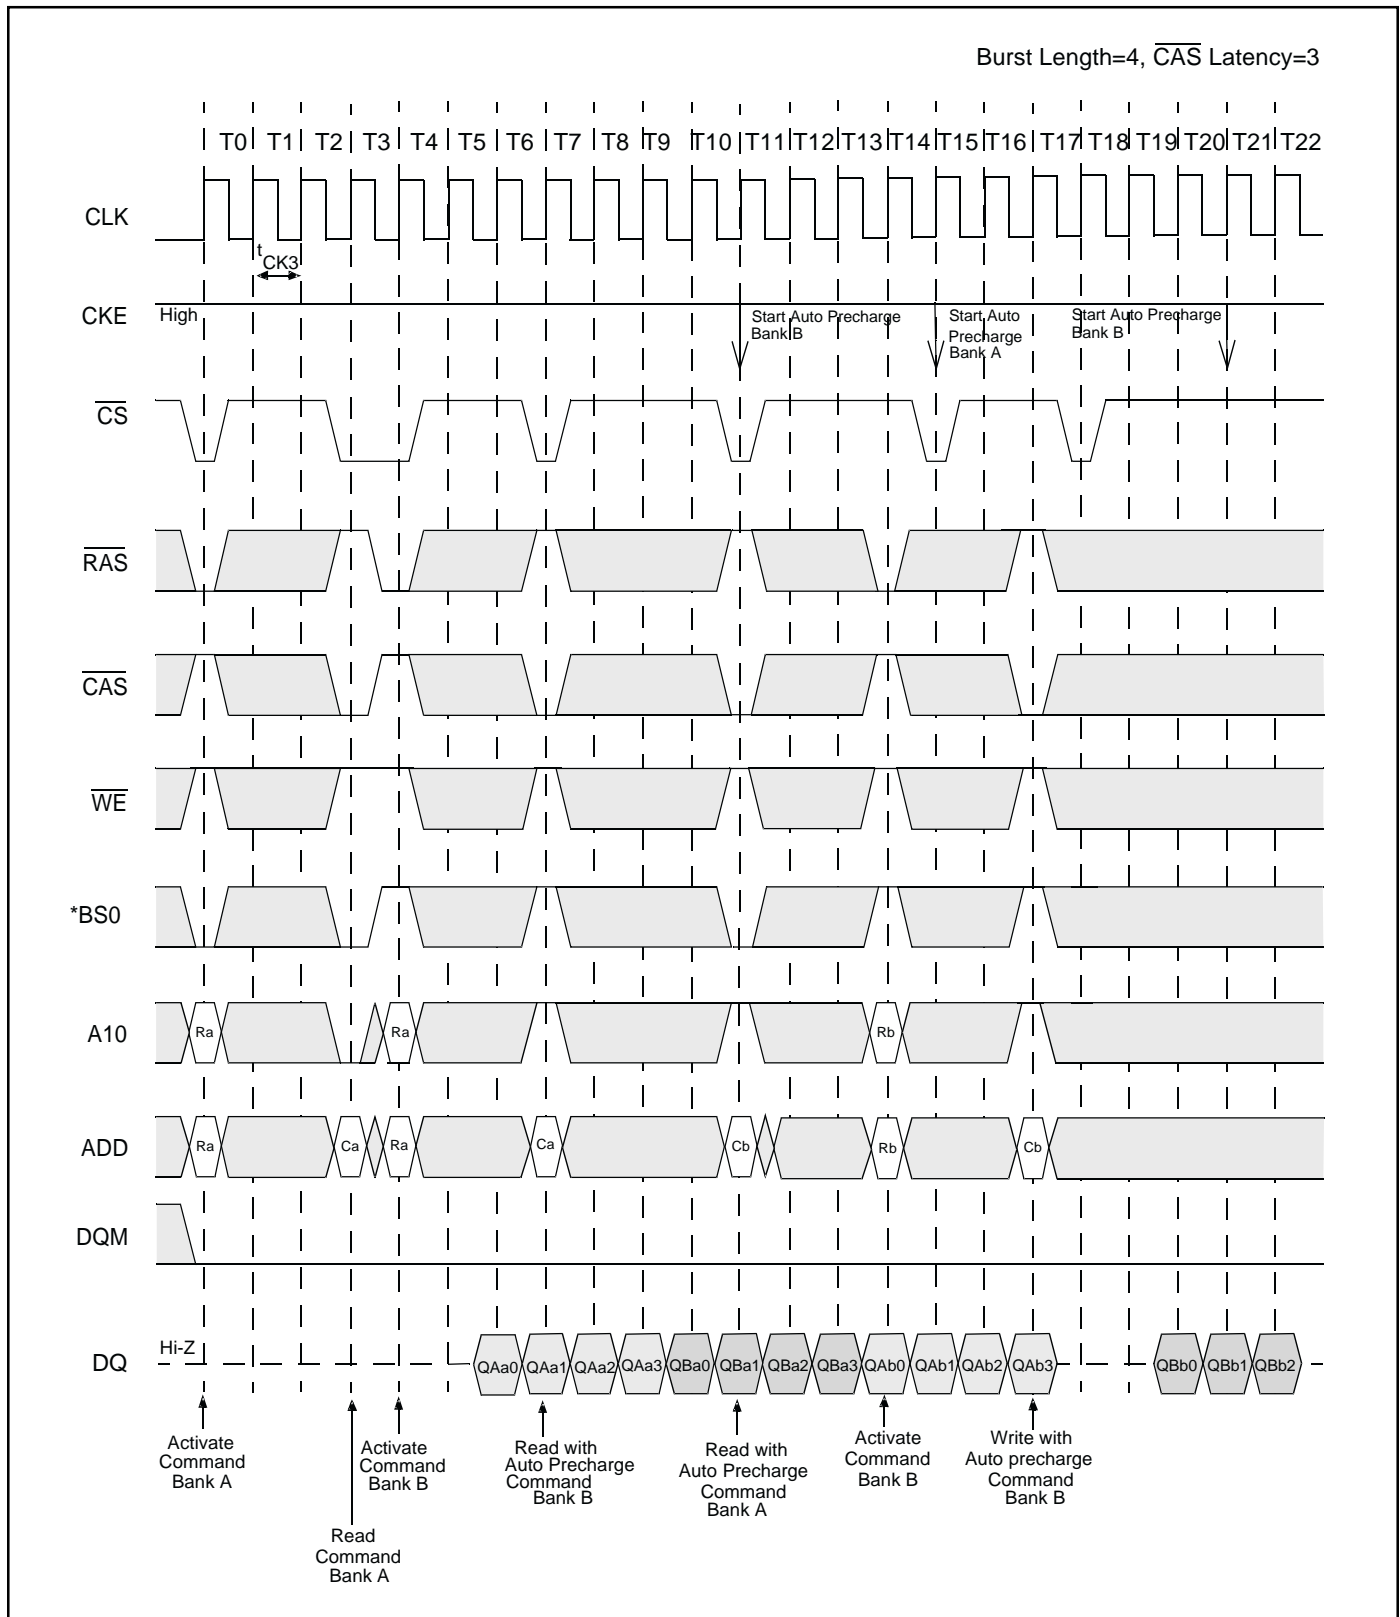 Burst Length=4, CAS Latency=3
T0 T1 T2 T3 T4 T5 T6 T7 T8 T9 T10 T11 T12 T13 T14 T15 T16 T17 T18 T19 T20 T21 T22
CLK
tCK3
CKE
High
Start Auto Precharge
Bank B
Start Auto
Precharge
Bank A
Start Auto Precharge
Bank B
CS
RAS
CAS
WE
*BS0
A10
Ra Ra Rb
ADD
Ra Ca Ra Ca Cb Rb Cb
DQM
DQ
Hi-Z
QAa0 QAa1 QAa2 QAa3 QBa0 QBa1 QBa2 QBa3 QAb0 QAb1 QAb2 QAb3 QBb0 QBb1 QBb2
Activate
Command
Bank A
Read
Command
Bank A
Activate
Command
Bank B
Read with
Auto Precharge
Command
Bank B
Read with
Auto Precharge
Command
Bank A
Activate
Command
Bank B
Write with
Auto precharge
Command
Bank B